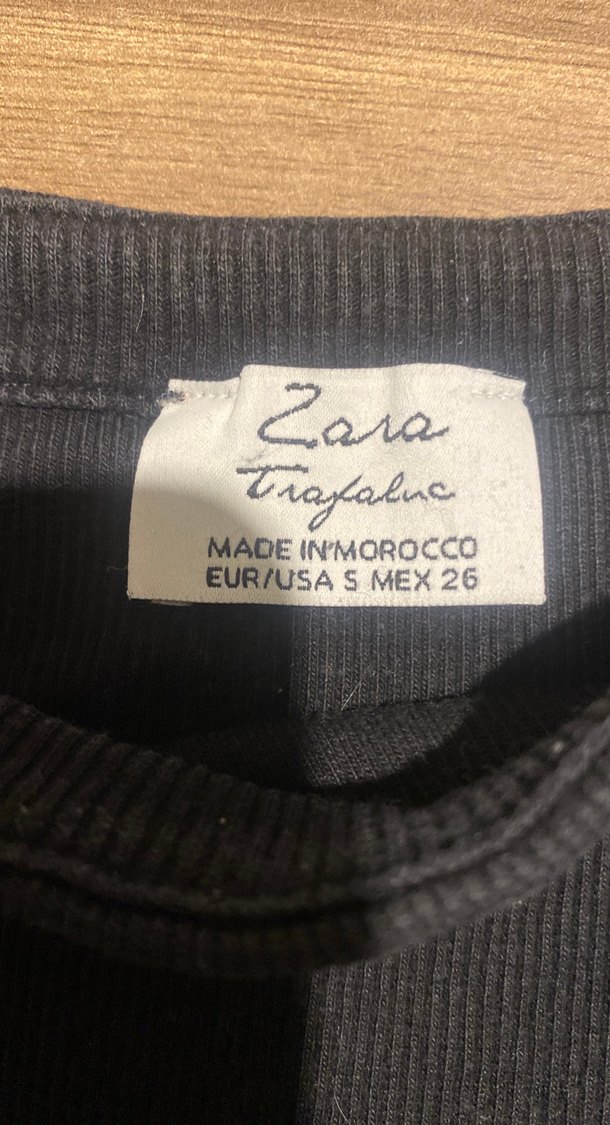 Zara
Trafaluc
MADE IN MOROCCO
EUR/USA S MEX 26